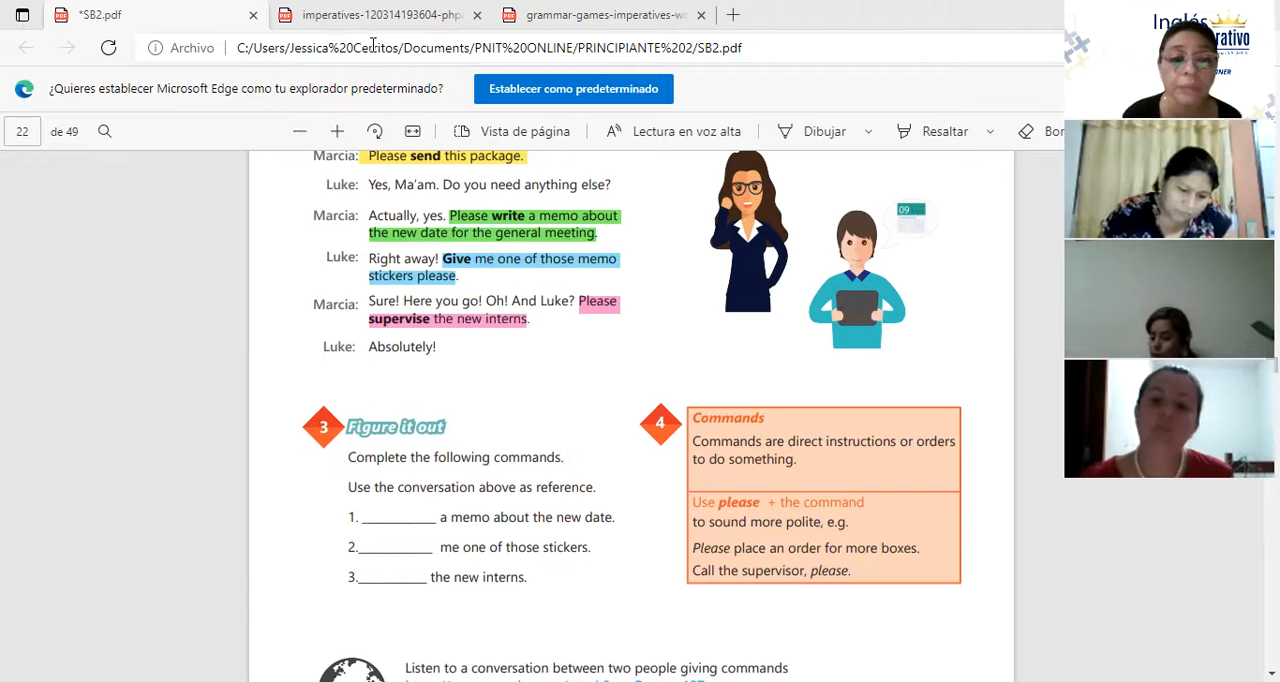 *SB2.pdf
imperatives-120314193604-php
grammar-games-imperatives-wo
Archivo
C:/Users/Jessica%20Cerritos/Documents/PNIT%20ONLINE/PRINCIPIANTE%202/SB2.pdf
¿Quieres establecer Microsoft Edge como tu explorador predeterminado?
Establecer como predeterminado
22
de 49
Vista de página
Lectura en voz alta
Dibujar
Resaltar
Bor
Marcia: Please send this package.
Luke: Yes, Ma'am. Do you need anything else?
Marcia: Actually, yes. Please write a memo about
the new date for the general meeting.
Luke: Right away! Give me one of those memo
stickers please.
Marcia: Sure! Here you go! Oh! And Luke? Please
supervise the new interns.
Luke: Absolutely!
09
3 Figure it out
Complete the following commands.
Use the conversation above as reference.
1. __________ a memo about the new date.
2.__________ me one of those stickers.
3.__________ the new interns.
4
Commands
Commands are direct instructions or orders
to do something.
Use please + the command
to sound more polite, e.g.
Please place an order for more boxes.
Call the supervisor, please.
Listen to a conversation between two people giving commands
Inglés